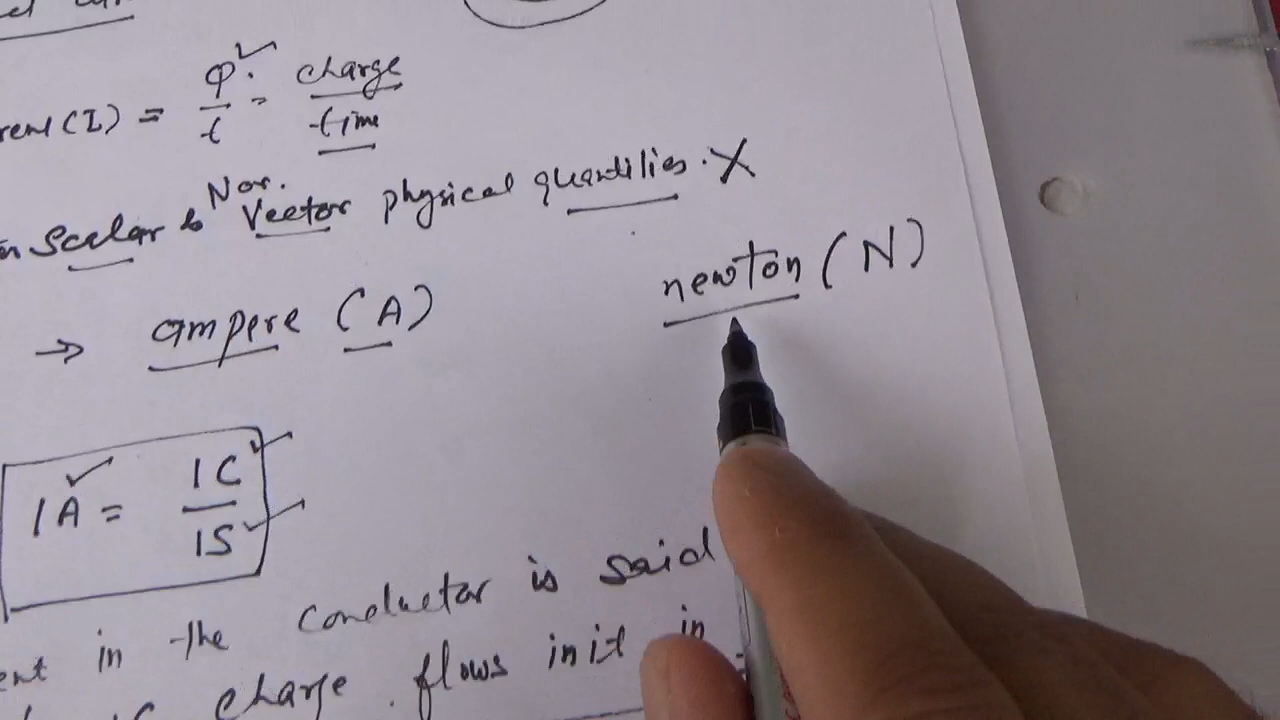 (I) = Q/t = charge/time
Nor.
Scalar & Vector physical quantities. X
→ ampere (A)
newton (N)
1A = 1C/1S
in the conductor is said
charge flows in it in